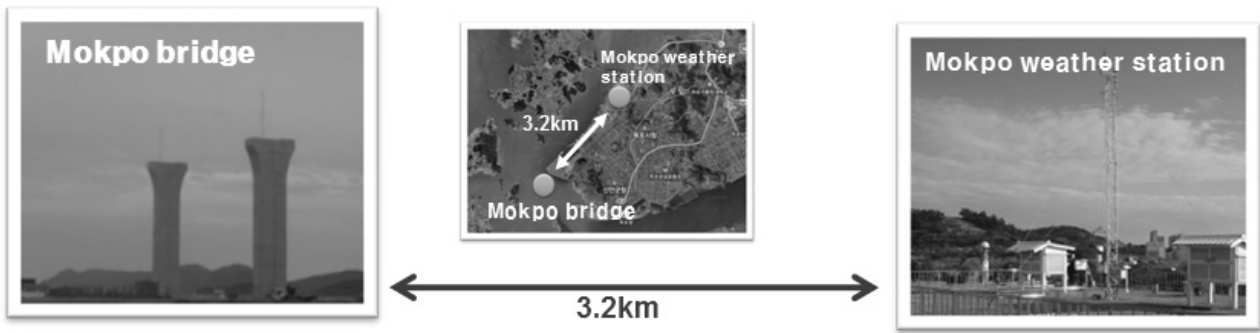 Mokpo bridge
Mokpo weather
station
3.2km
Mokpo bridge
Mokpo weather station
3.2km